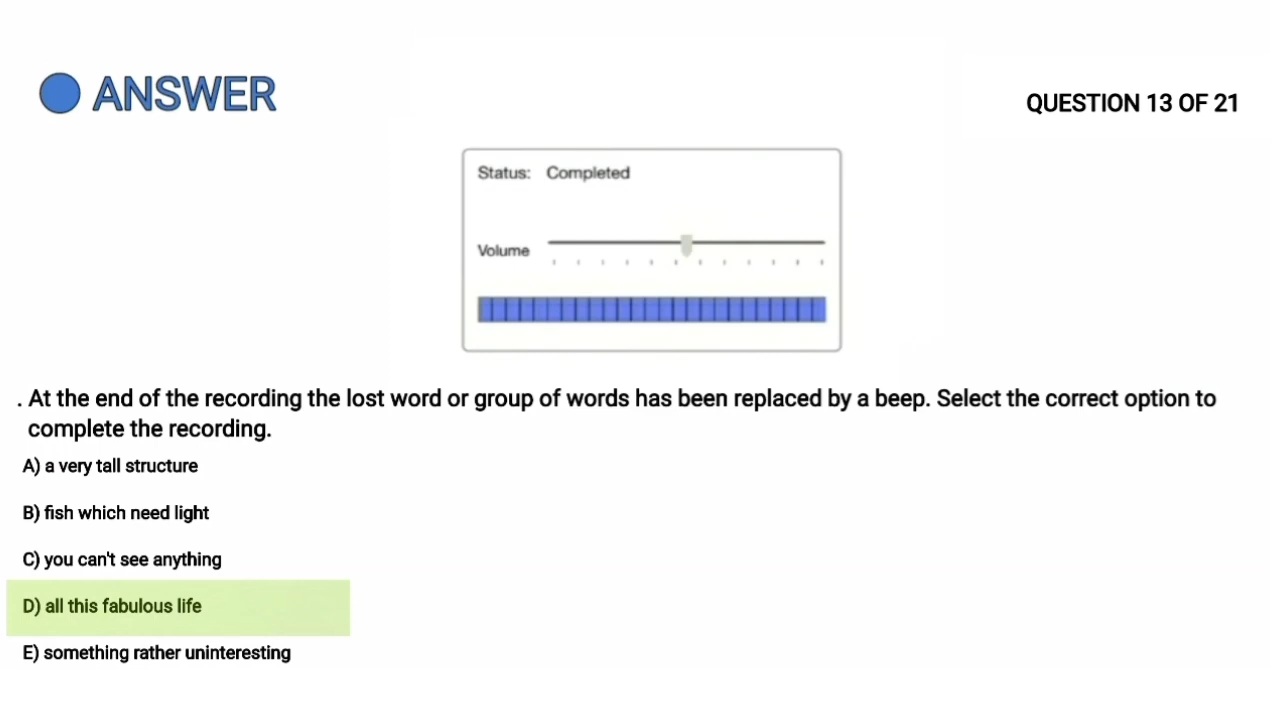 ANSWER
QUESTION 13 OF 21
Status: Completed
Volume
. At the end of the recording the lost word or group of words has been replaced by a beep. Select the correct option to
complete the recording.
A) a very tall structure
B) fish which need light
C) you can't see anything
D) all this fabulous life
E) something rather uninteresting